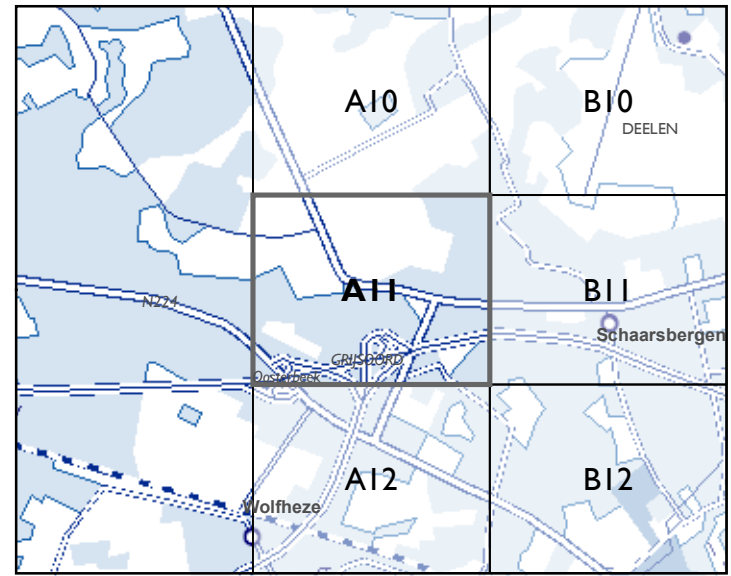 A10
B10
DEELEN
N224
A11
B11
Schaarsbergen
GRIJSOORD
Oosterbeek
A12
B12
Wolfheze